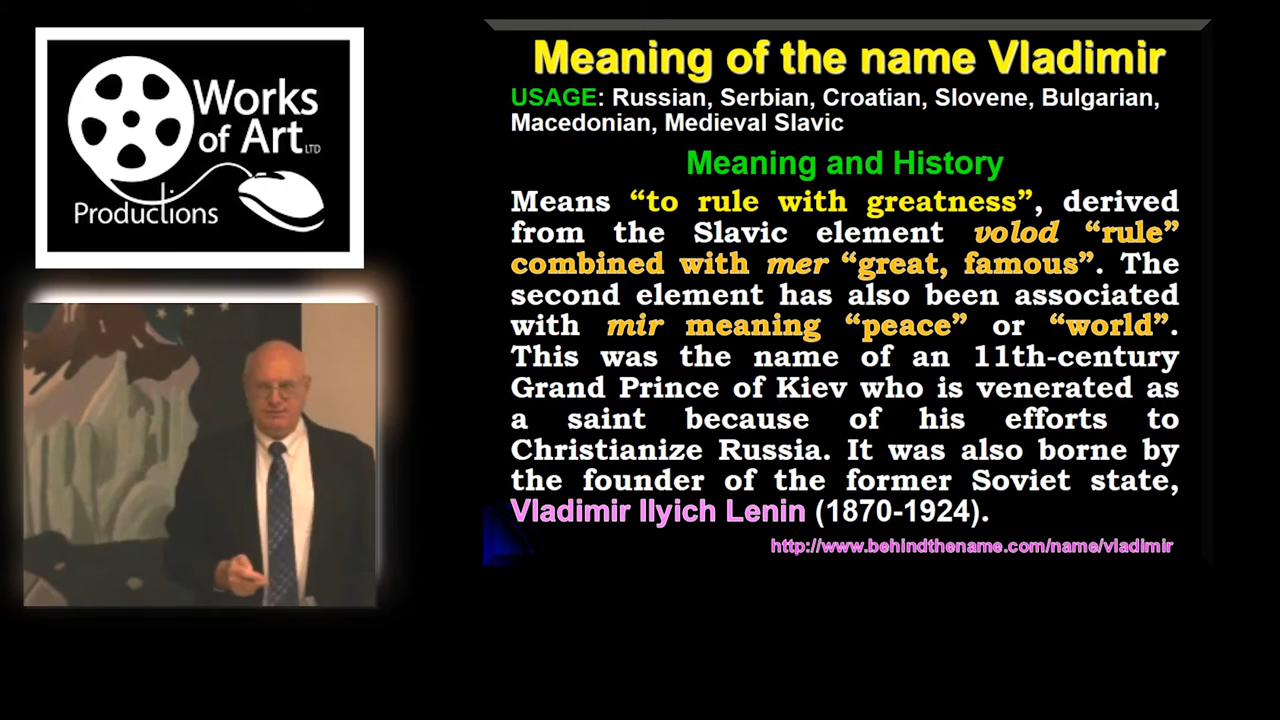 Works
of Art
LTD
Productions
Meaning of the name Vladimir
USAGE: Russian, Serbian, Croatian, Slovene, Bulgarian,
Macedonian, Medieval Slavic
Meaning and History
Means “to rule with greatness”, derived
from the Slavic element volod “rule”
combined with mer “great, famous”. The
second element has also been associated
with mir meaning “peace” or “world”.
This was the name of an 11th-century
Grand Prince of Kiev who is venerated as
a saint because of his efforts to
Christianize Russia. It was also borne by
the founder of the former Soviet state,
Vladimir Ilyich Lenin (1870-1924).
http://www.behindthename.com/name/vladimir